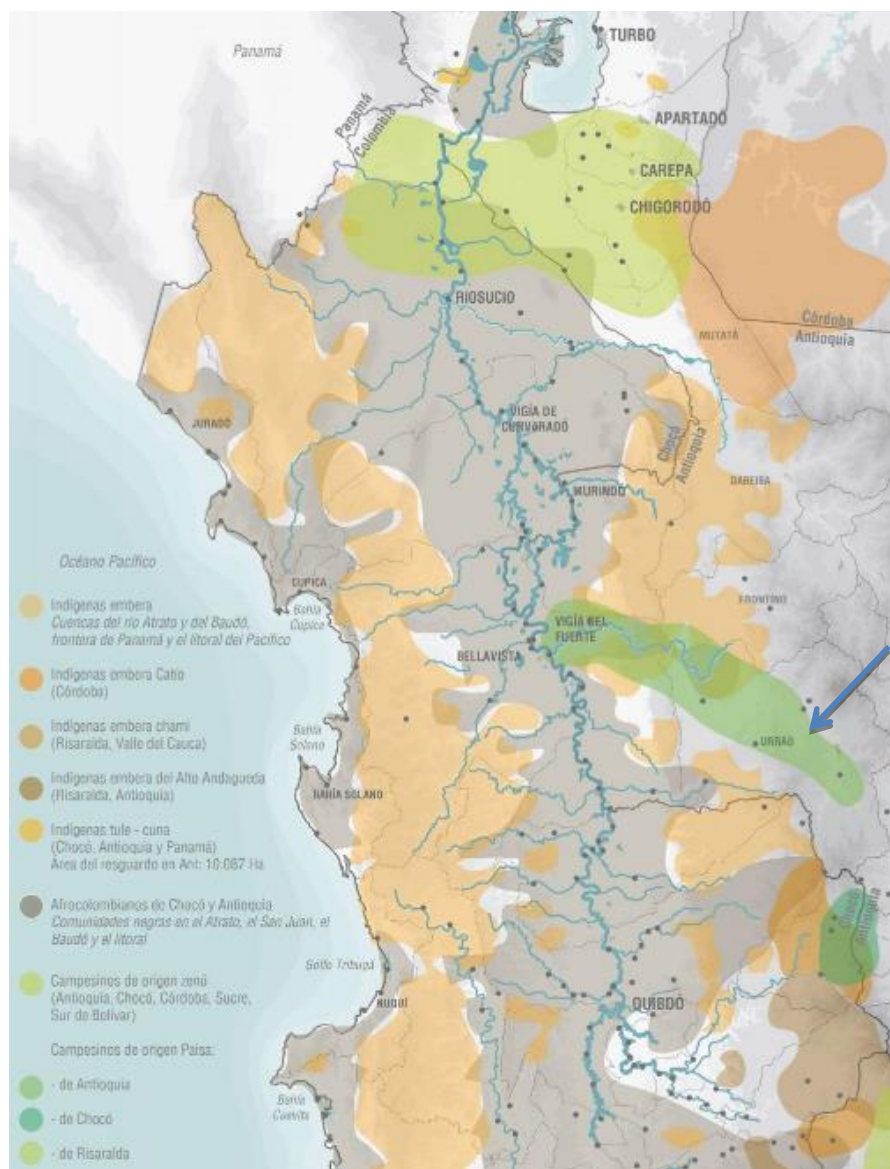 Panamá
TURBO
Panamá
Colombia
APARTADÓ
CAREPA
CHIGORODÓ
RIOSUCIO
Córdoba
Antioquia
MUTATÁ
JURADÓ
VIGÍA DE
CURVARADÓ
Chocó
Antioquia
DABEIBA
MURINDÓ
Océano Pacífico
CUPICA
Bahía
Cupica
FRONTINO
VIGÍA DEL
FUERTE
BELLAVISTA
URRAO
Bahía
Solano
BAHÍA SOLANO
Chocó
Antioquia
Golfo Tribugá
NUQUÍ
QUIBDÓ
Bahía
Cuevita
Indígenas embera
Cuencas del río Atrato y del Baudó,
frontera de Panamá y el litoral del Pacífico
Indígenas embera Catío
(Córdoba)
Indígenas embera chamí
(Risaralda, Valle del Cauca)
Indígenas embera del Alto Andagueda
(Risaralda, Antioquia)
Indígenas tule - cuna
(Chocó, Antioquia y Panamá)
Area del resguardo en Ant: 10.087 Ha.
Afrocolombianos de Chocó y Antioquia
Comunidades negras en el Atrato, el San Juan, el
Baudó y el litoral
Campesinos de origen zenú
(Antioquia, Chocó, Córdoba, Sucre,
Sur de Bolívar)
Campesinos de origen Paisa:
- de Antioquia
- de Chocó
- de Risaralda